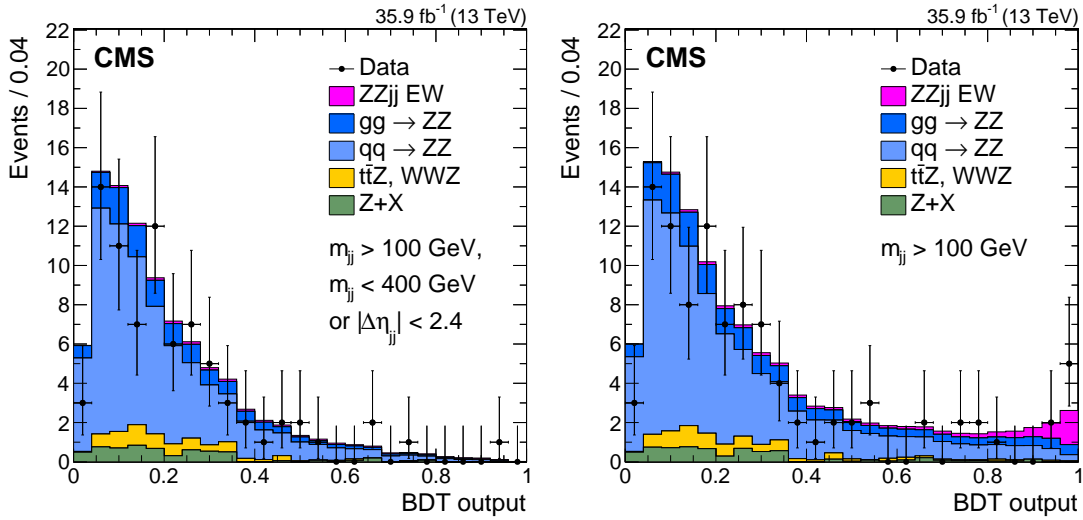 35.9 fb⁻¹ (13 TeV)
CMS
Events / 0.04
22
20
18
16
14
12
10
8
6
4
2
0
Data
ZZjj EW
gg → ZZ
qq → ZZ
tt̄Z, WWZ
Z+X
m_jj > 100 GeV,
m_jj < 400 GeV
or |Δη_jj| < 2.4
0 0.2 0.4 0.6 0.8 1
BDT output
35.9 fb⁻¹ (13 TeV)
CMS
Events / 0.04
22
20
18
16
14
12
10
8
6
4
2
0
Data
ZZjj EW
gg → ZZ
qq → ZZ
tt̄Z, WWZ
Z+X
m_jj > 100 GeV
0 0.2 0.4 0.6 0.8 1
BDT output